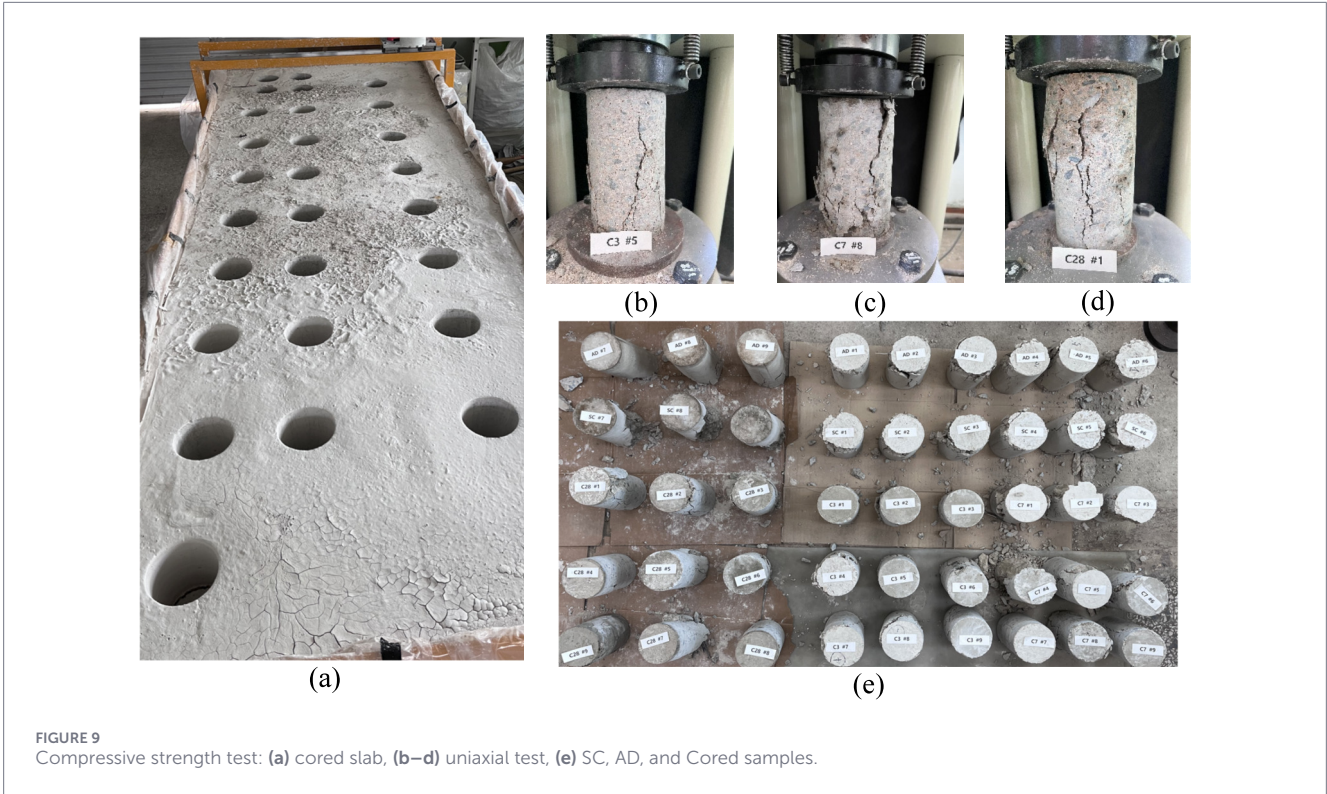 C3 #5
C7 #8
C28 #1
(b)
(c)
(d)
AD #7
AD #8
AD #9
AD #1
AD #2
AD #3
AD #4
AD #5
AD #6
SC #7
SC #8
SC #1
SC #2
SC #3
SC #4
SC #5
SC #6
C28 #1
C28 #2
C28 #3
C3 #1
C3 #2
C3 #3
C7 #1
C7 #2
C7 #3
C28 #4
C28 #5
C28 #6
C3 #4
C3 #5
C3 #6
C7 #4
C7 #5
C7 #6
C28 #9
C28 #7
C28 #8
C3 #7
C3 #8
C3 #9
C7 #7
C7 #8
C7 #9
(a)
(e)
FIGURE 9
Compressive strength test: (a) cored slab, (b–d) uniaxial test, (e) SC, AD, and Cored samples.